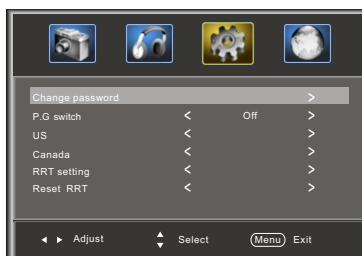 Change password >
P.G switch < Off >
US < >
Canada < >
RRT setting < >
Reset RRT < >
Adjust Select Menu Exit